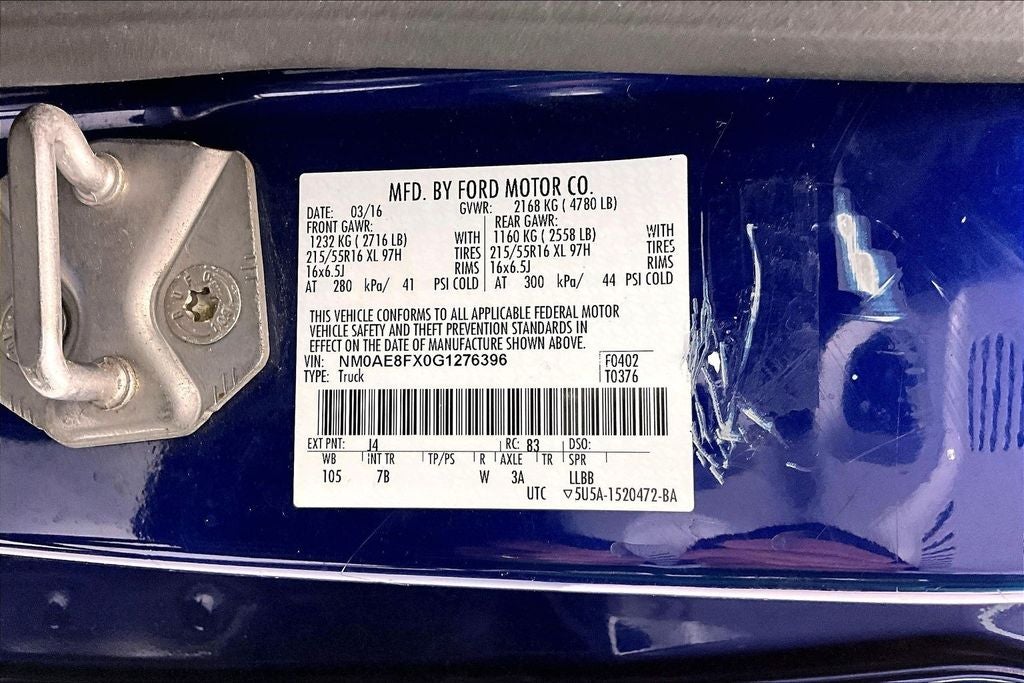 MFD. BY FORD MOTOR CO.
DATE: 03/16 GVWR: 2168 KG ( 4780 LB)
FRONT GAWR: REAR GAWR:
1232 KG ( 2716 LB) WITH 1160 KG ( 2558 LB) WITH
215/55R16 XL 97H TIRES 215/55R16 XL 97H TIRES
16x6.5J RIMS 16x6.5J RIMS
AT 280 kPa/ 41 PSI COLD AT 300 kPa/ 44 PSI COLD
THIS VEHICLE CONFORMS TO ALL APPLICABLE FEDERAL MOTOR
VEHICLE SAFETY AND THEFT PREVENTION STANDARDS IN
EFFECT ON THE DATE OF MANUFACTURE SHOWN ABOVE.
VIN: NM0AE8FX0G1276396 F0402
TYPE: Truck T0376
EXT PNT: J4 RC: 83 DSO:
WB INT TR TP/PS R AXLE TR SPR
105 7B W 3A LLBB
UTC ▽5U5A-1520472-BA